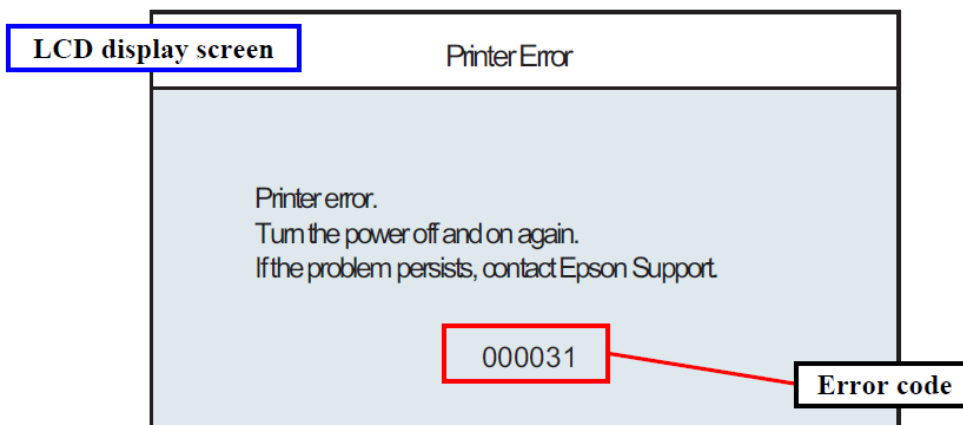 LCD display screen
Printer Error
Printer error.
Turn the power off and on again.
If the problem persists, contact Epson Support.
000031
Error code